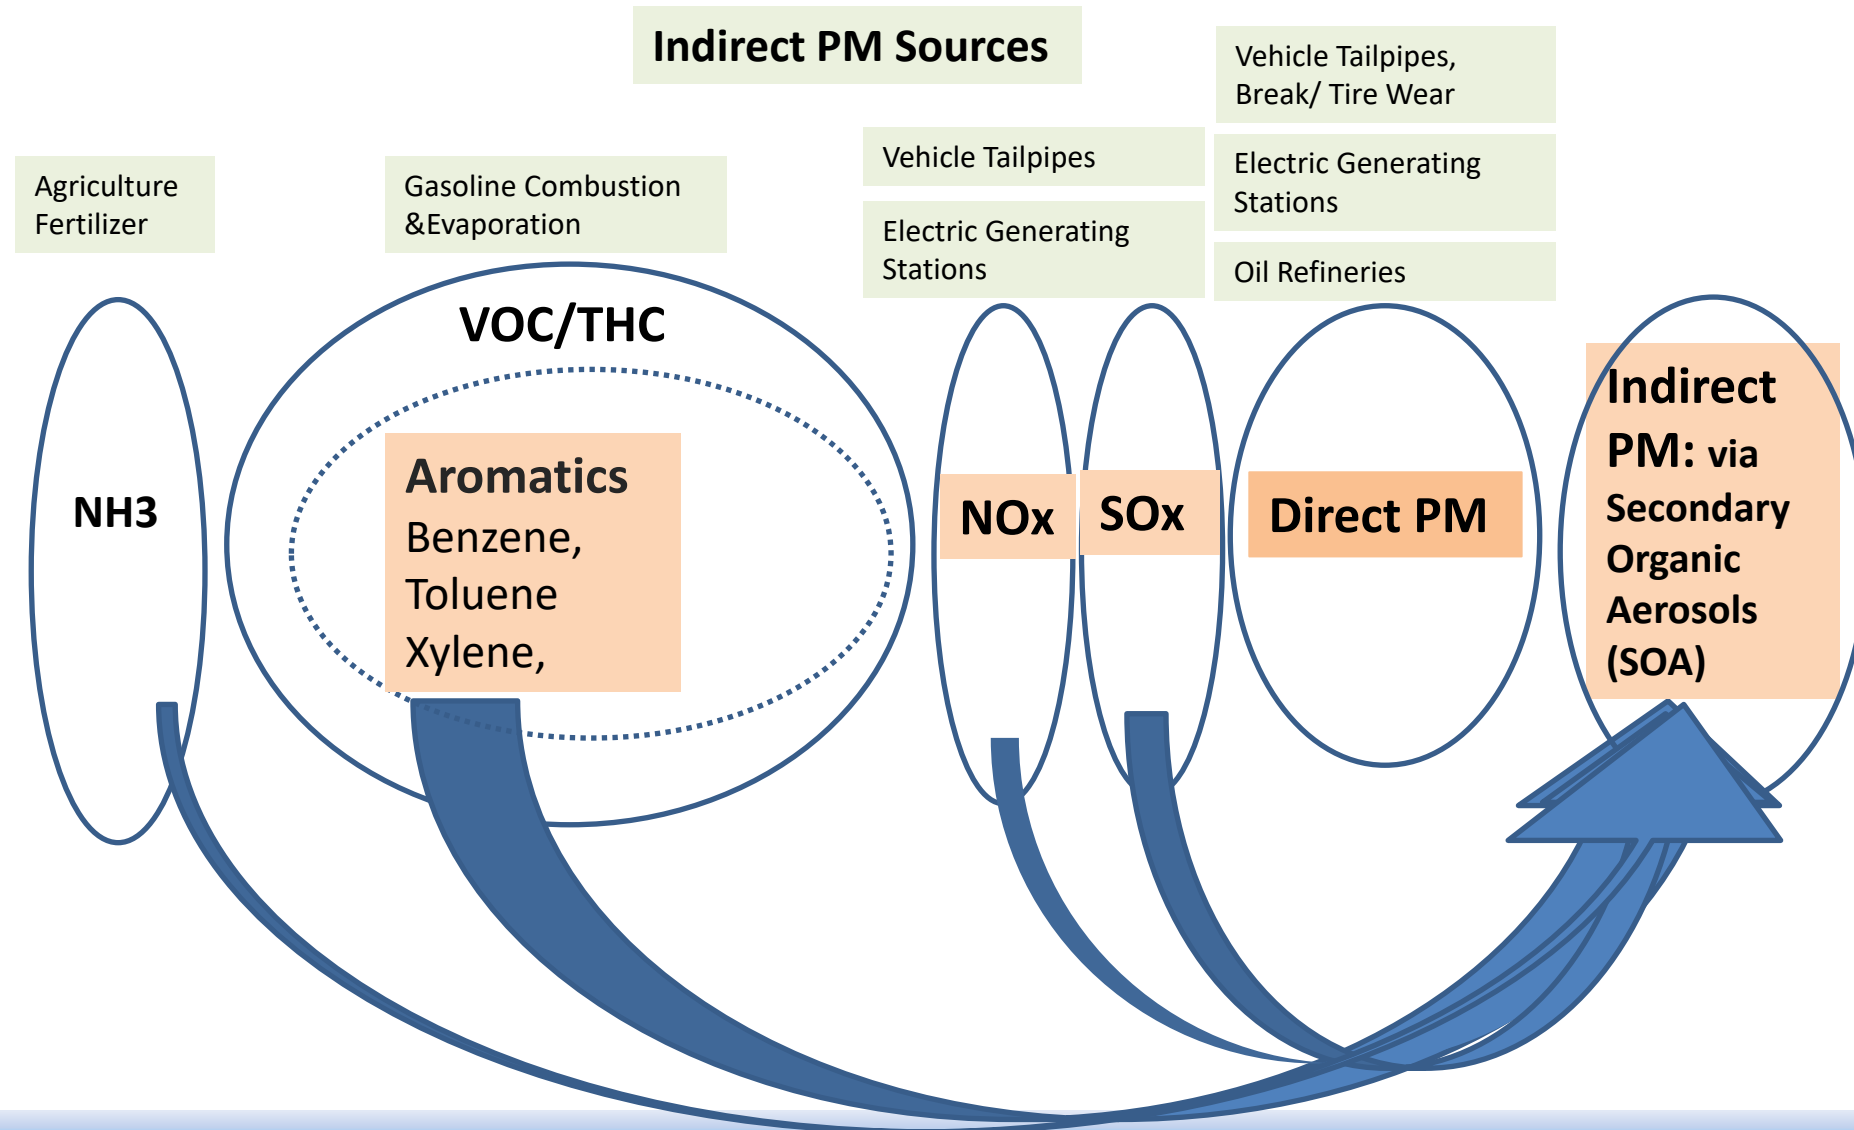 Indirect PM Sources
Agriculture
Fertilizer
Gasoline Combustion
&Evaporation
Vehicle Tailpipes
Electric Generating
Stations
Vehicle Tailpipes,
Break/ Tire Wear
Electric Generating
Stations
Oil Refineries
NH3
VOC/THC
Aromatics
Benzene,
Toluene
Xylene,
NOx
SOx
Direct PM
Indirect
PM: via
Secondary
Organic
Aerosols
(SOA)